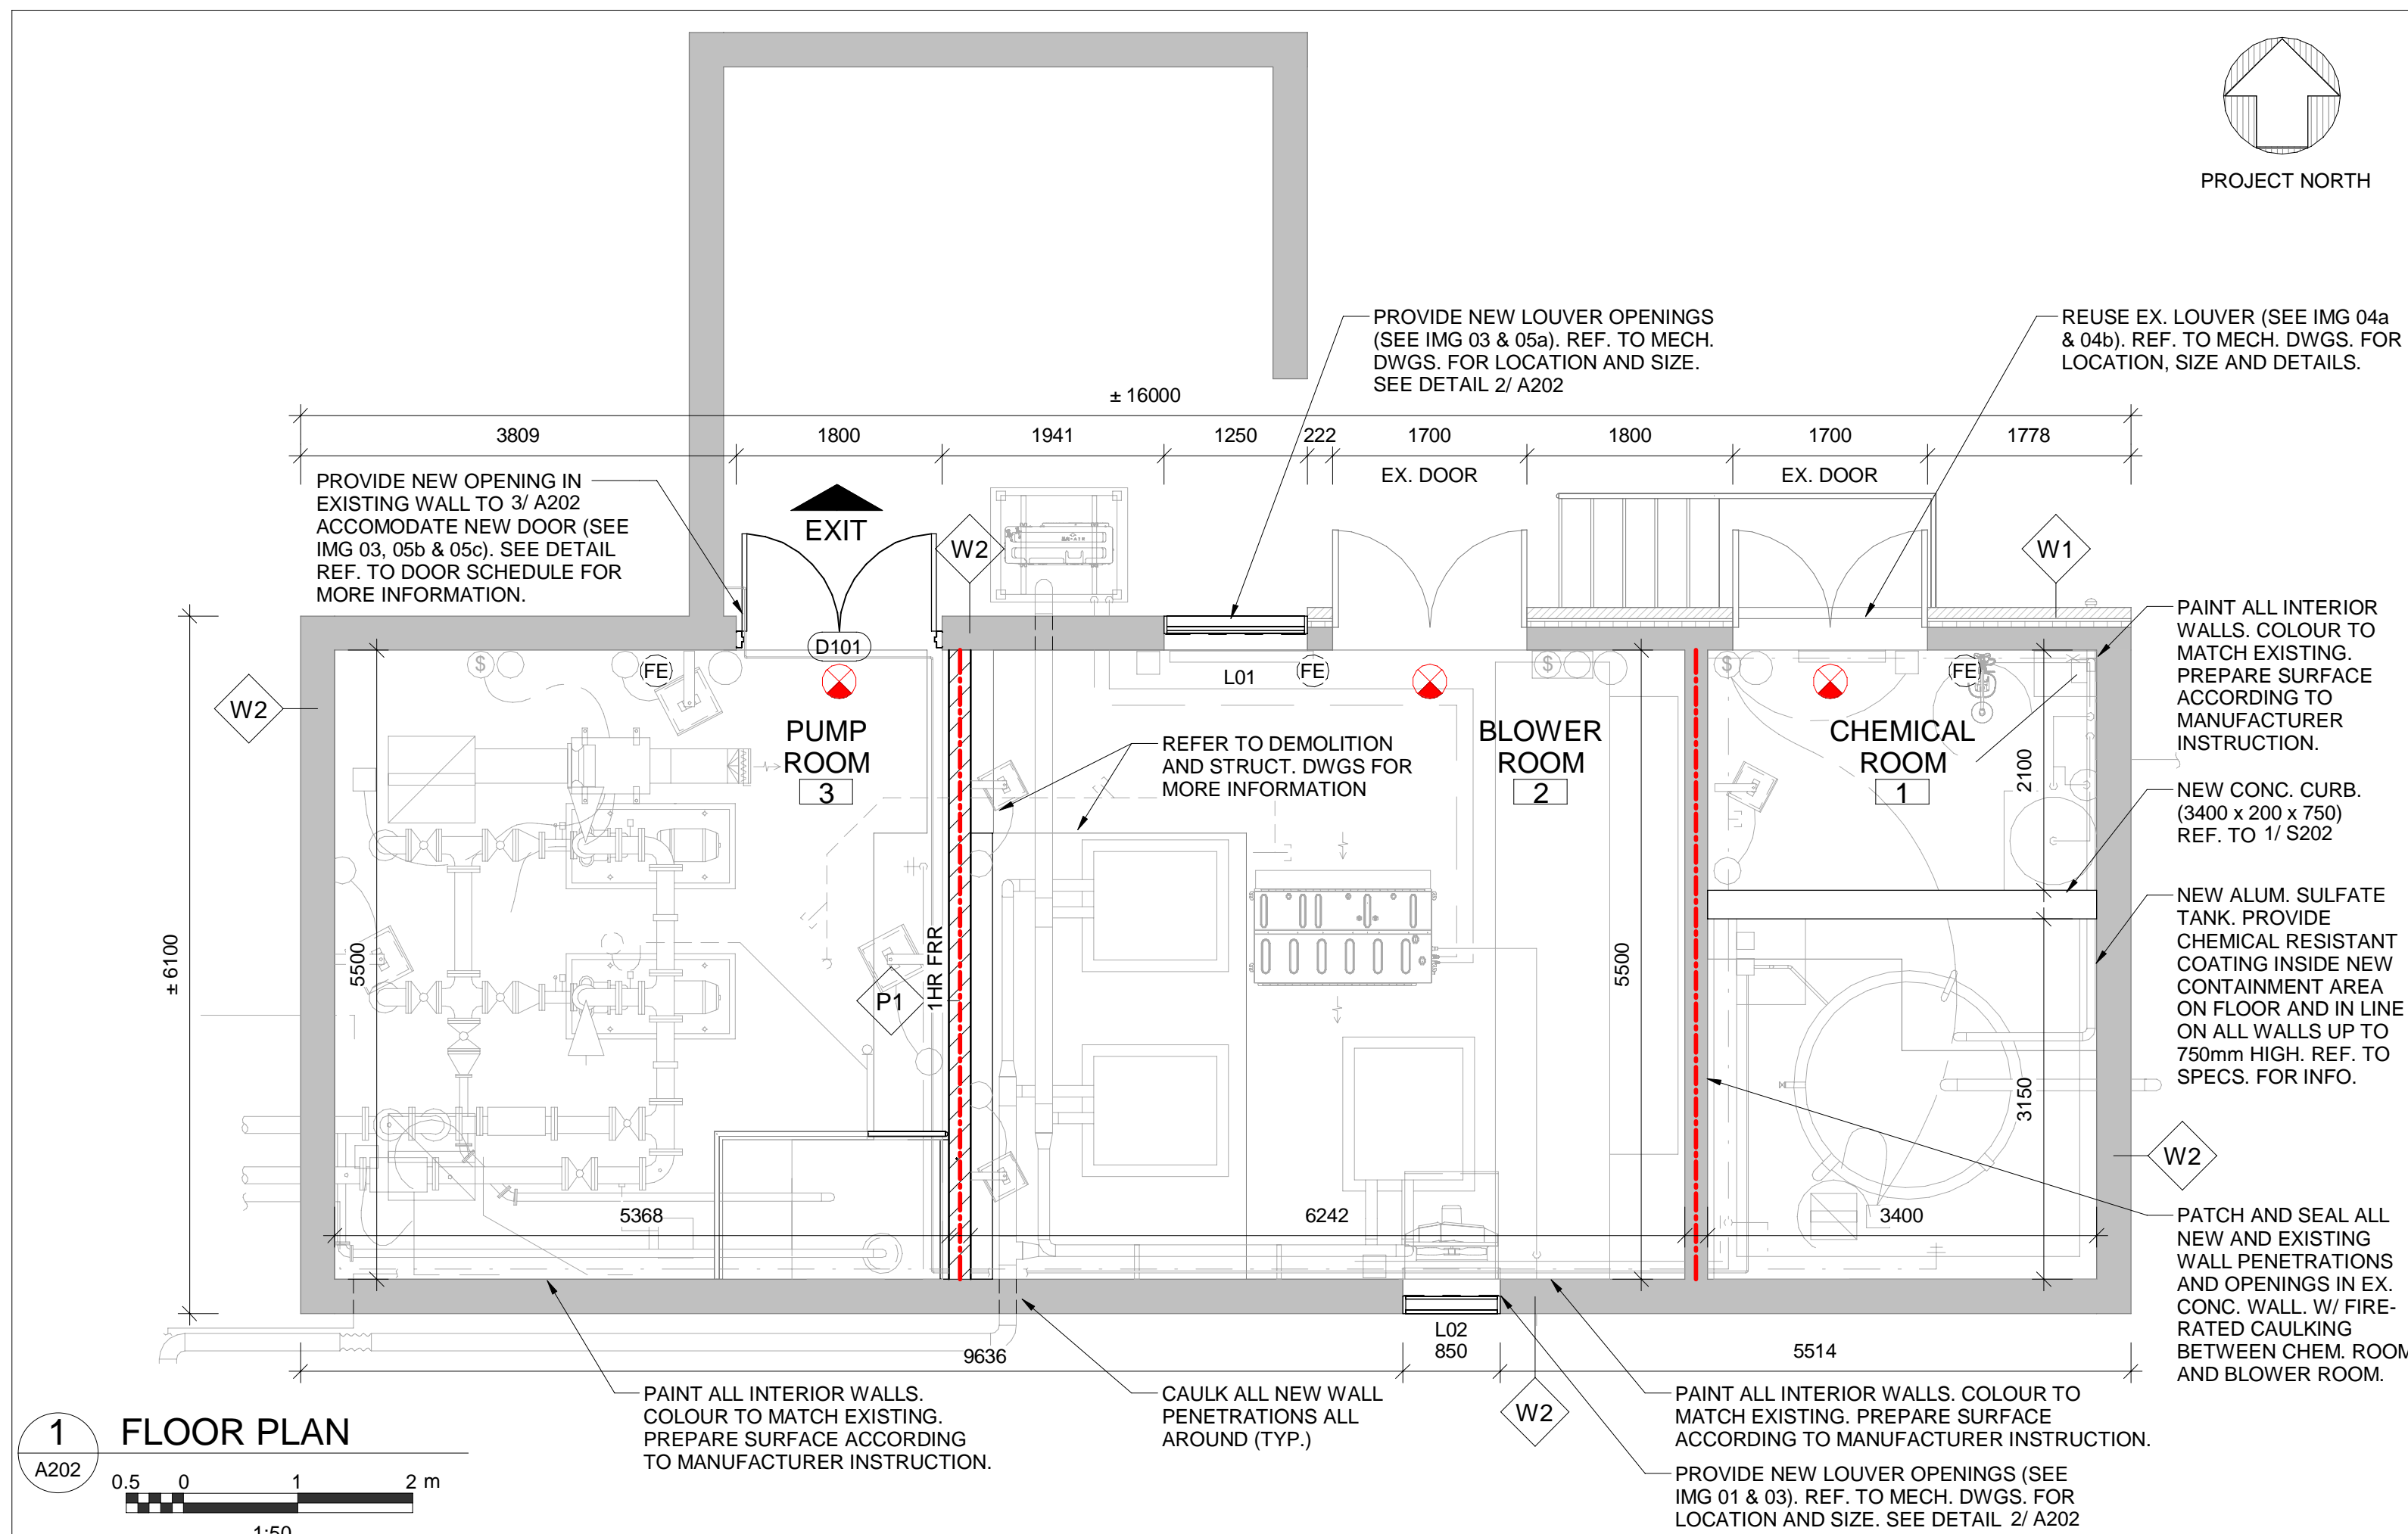 PROJECT NORTH
PROVIDE NEW LOUVER OPENINGS
(SEE IMG 03 & 05a). REF. TO MECH.
DWGS. FOR LOCATION AND SIZE.
SEE DETAIL 2/ A202
REUSE EX. LOUVER (SEE IMG 04a
& 04b). REF. TO MECH. DWGS. FOR
LOCATION, SIZE AND DETAILS.
± 16000
3809
1800
1941
1250
222
1700
1800
1700
1778
EX. DOOR
EX. DOOR
PROVIDE NEW OPENING IN
EXISTING WALL TO 3/ A202
ACCOMODATE NEW DOOR (SEE
IMG 03, 05b & 05c). SEE DETAIL
REF. TO DOOR SCHEDULE FOR
MORE INFORMATION.
EXIT
W2
W1
D101
W2
$
FE
L01
FE
$
$
FE
PAINT ALL INTERIOR
WALLS. COLOUR TO
MATCH EXISTING.
PREPARE SURFACE
ACCORDING TO
MANUFACTURER
INSTRUCTION.
PUMP
ROOM
3
REFER TO DEMOLITION
AND STRUCT. DWGS FOR
MORE INFORMATION
BLOWER
ROOM
2
CHEMICAL
ROOM
1
2100
NEW CONC. CURB.
(3400 x 200 x 750)
REF. TO 1/ S202
NEW ALUM. SULFATE
TANK. PROVIDE
CHEMICAL RESISTANT
COATING INSIDE NEW
CONTAINMENT AREA
ON FLOOR AND IN LINE
ON ALL WALLS UP TO
750mm HIGH. REF. TO
SPECS. FOR INFO.
± 6100
5500
P1
1HR FRR
5500
3150
W2
5368
6242
3400
PATCH AND SEAL ALL
NEW AND EXISTING
WALL PENETRATIONS
AND OPENINGS IN EX.
CONC. WALL. W/ FIRE-
RATED CAULKING
BETWEEN CHEM. ROOM
AND BLOWER ROOM.
L02
9636
850
5514
W2
PAINT ALL INTERIOR WALLS.
COLOUR TO MATCH EXISTING.
PREPARE SURFACE ACCORDING
TO MANUFACTURER INSTRUCTION.
CAULK ALL NEW WALL
PENETRATIONS ALL
AROUND (TYP.)
PAINT ALL INTERIOR WALLS. COLOUR TO
MATCH EXISTING. PREPARE SURFACE
ACCORDING TO MANUFACTURER INSTRUCTION.
PROVIDE NEW LOUVER OPENINGS (SEE
IMG 01 & 03). REF. TO MECH. DWGS. FOR
LOCATION AND SIZE. SEE DETAIL 2/ A202
1
A202
FLOOR PLAN
0.5 0 1 2 m
1:50